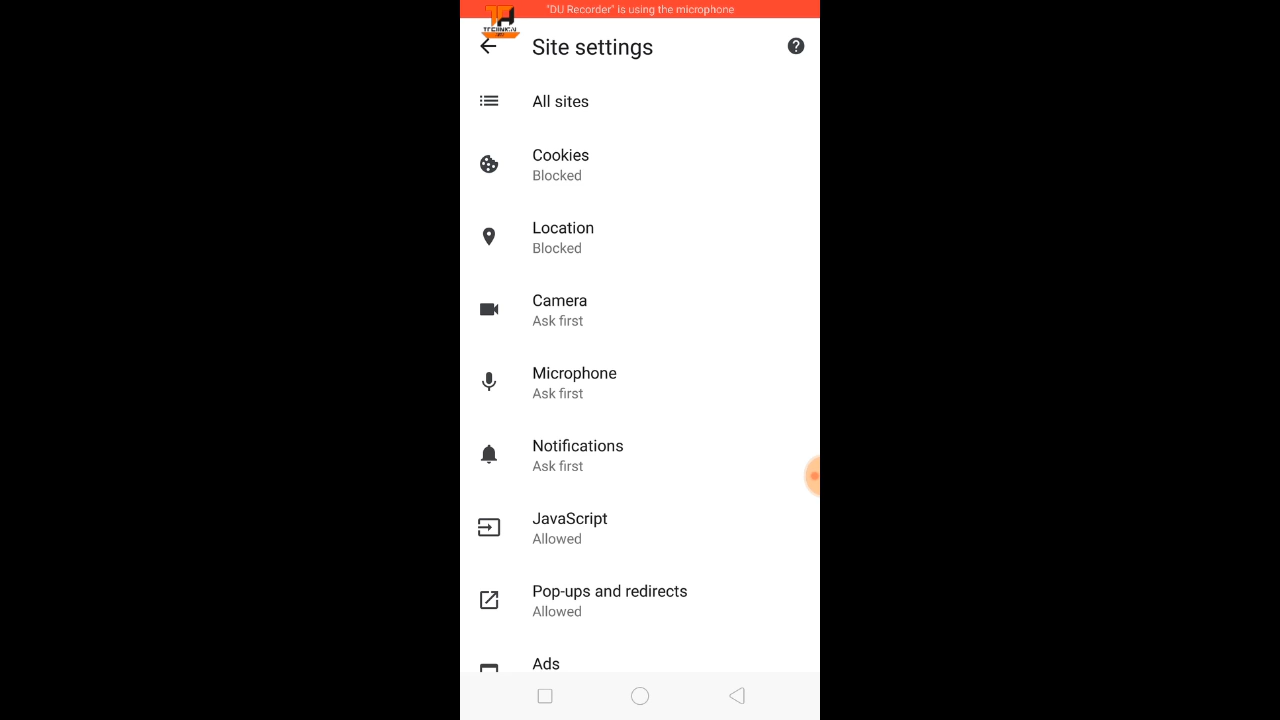 "DU Recorder" is using the microphone
TECHNICAL
Site settings
All sites
Cookies
Blocked
Location
Blocked
Camera
Ask first
Microphone
Ask first
Notifications
Ask first
JavaScript
Allowed
Pop-ups and redirects
Allowed
Ads